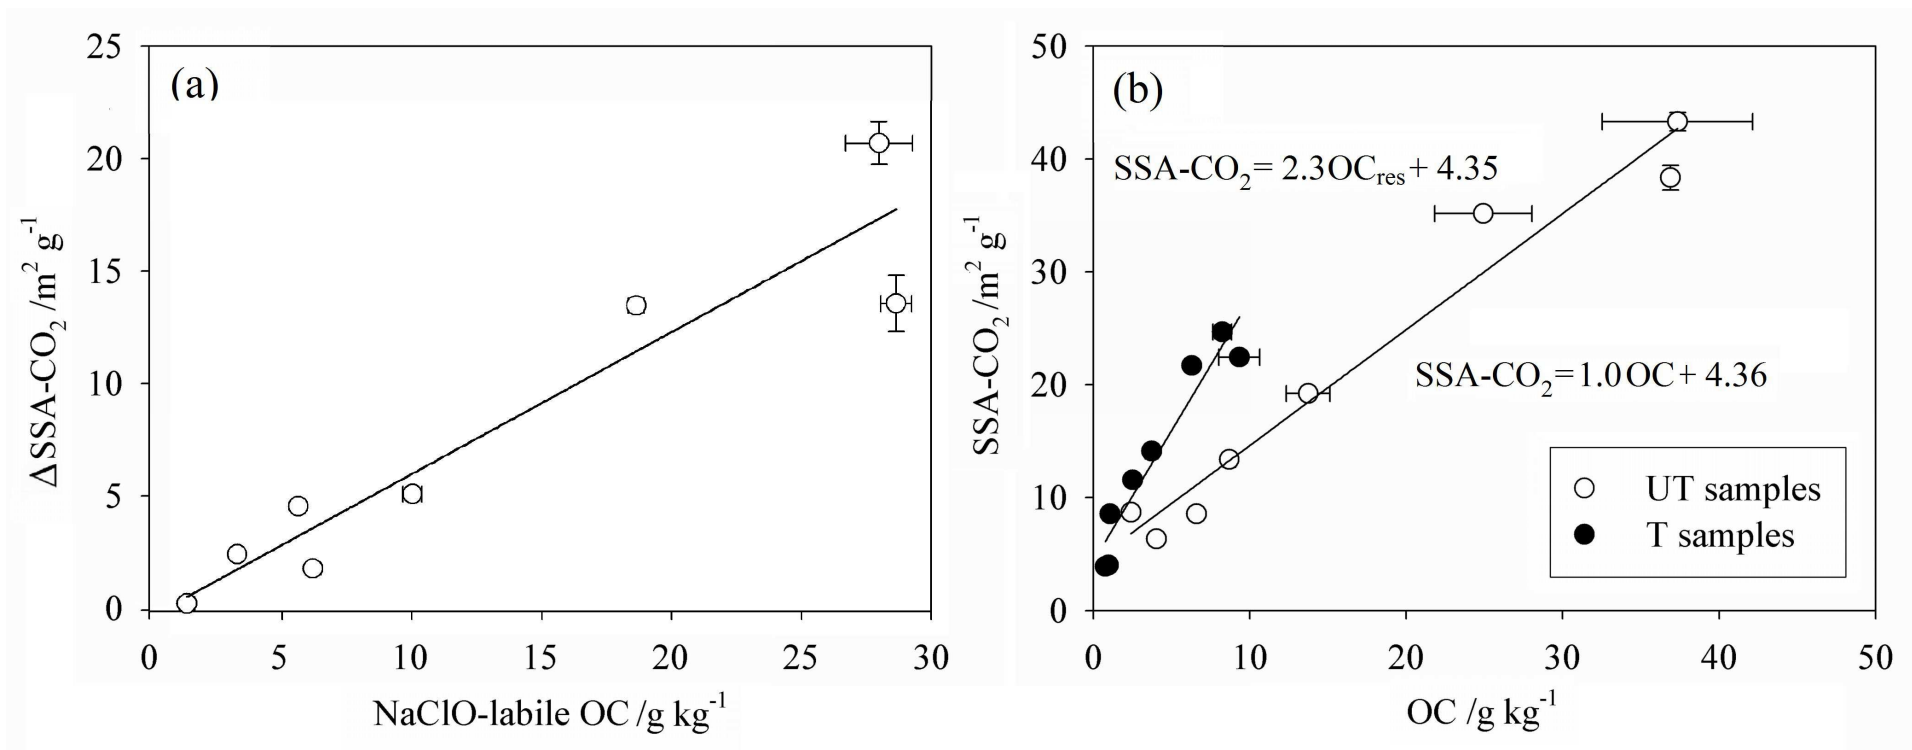 (a)
25
20
15
10
5
0
0 5 10 15 20 25 30
ΔSSA-CO₂ /m² g⁻¹
NaClO-labile OC /g kg⁻¹
(b)
50
40
30
20
10
0
0 10 20 30 40 50
SSA-CO₂ /m² g⁻¹
OC /g kg⁻¹
SSA-CO₂= 2.3OCres+ 4.35
SSA-CO₂=1.0OC+ 4.36
UT samples
T samples